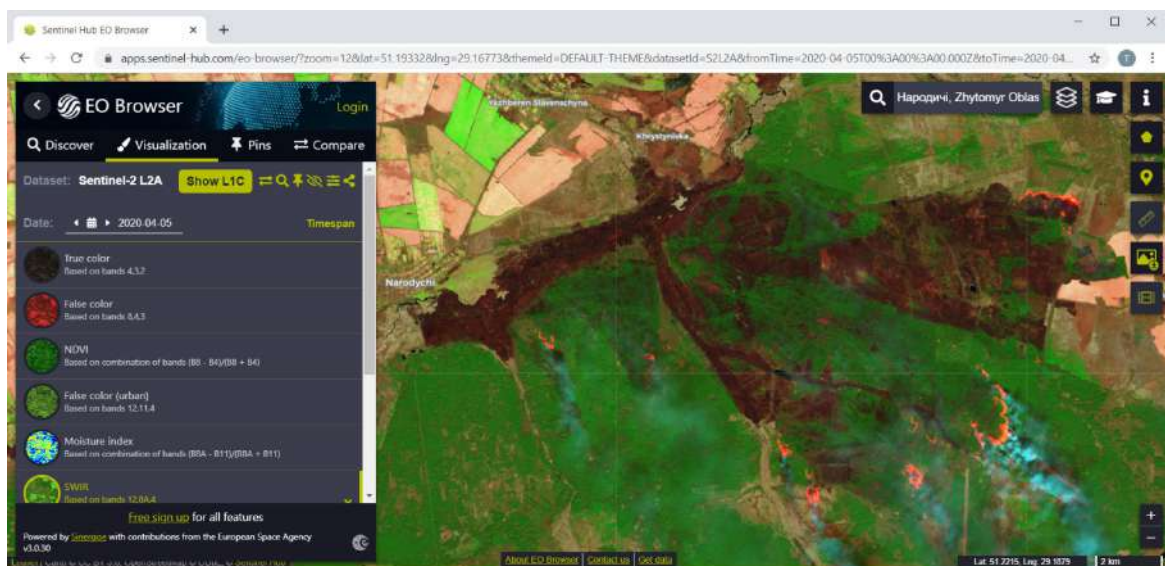 Sentinel Hub EO Browser
apps.sentinel-hub.com/eo-browser/?zoom=12&lat=51.19332&lng=29.16773&themeId=DEFAULT-THEME&datasetId=S2L2A&fromTime=2020-04-05T00%3A00%3A00.000Z&toTime=2020-04...
T
EO Browser
Login
Народичі, Zhytomyr Oblas
Discover
Visualization
Pins
Compare
Dataset: Sentinel-2 L2A
Show L1C
Date: 2020-04-05
Timespan
True color
Based on bands 4,3,2
False color
Based on bands 8,4,3
NDVI
Based on combination of bands (B8 - B4)/(B8 + B4)
False color (urban)
Based on bands 12,11,4
Moisture index
Based on combination of bands (B8A - B11)/(B8A + B11)
SWIR
Based on bands 12,8A,4
Free sign up for all features
Powered by Sinergise with contributions from the European Space Agency
v3.0.30
Khrystynivka
Narodychi
About EO Browser
Contact us
Get data
Lat: 51.2215, Lng: 29.1879
2 km